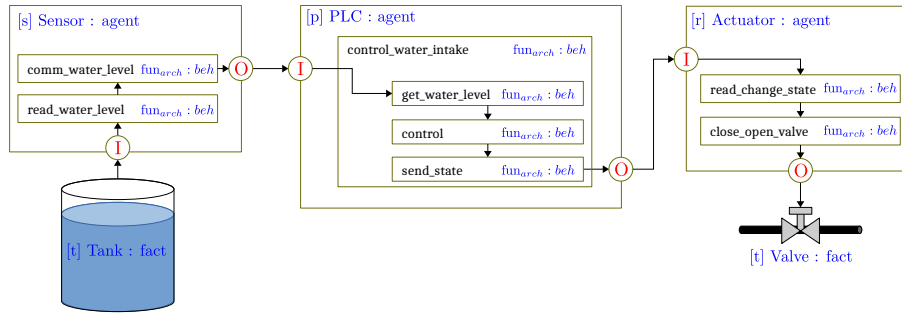 [s] Sensor : agent
comm_water_level fun_arch : beh
read_water_level fun_arch : beh
O
I
[t] Tank : fact
[p] PLC : agent
I
control_water_intake fun_arch : beh
get_water_level fun_arch : beh
control fun_arch : beh
send_state fun_arch : beh
O
[r] Actuator : agent
I
read_change_state fun_arch : beh
close_open_valve fun_arch : beh
O
[t] Valve : fact